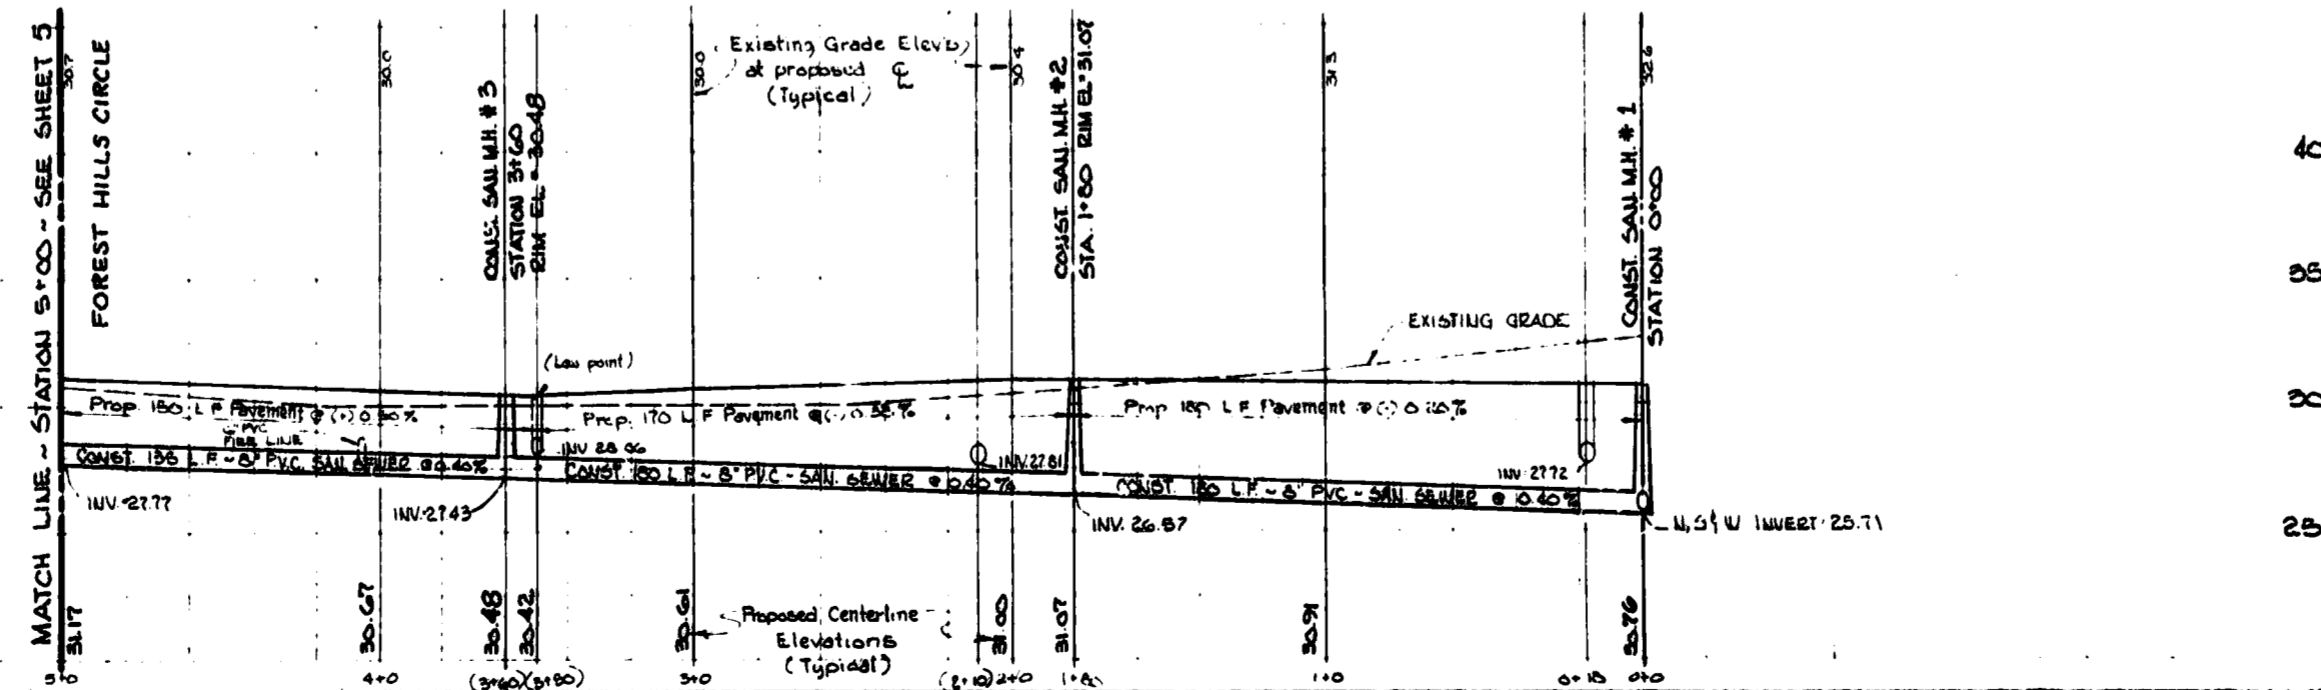 MATCH LINE ~ STATION 5+00 ~ SEE SHEET 5
FOREST HILLS CIRCLE
30.7
30.0
CONST. SAN. M.H. #3
STATION 3+60
RIM EL = 30.48
30.0
Existing Grade Elev's
at proposed ℄
(Typical)
30.4
CONST. SAN. M.H. #2
STA. 1+80 RIM EL=31.07
31.3
CONST. SAN. M.H. #1
STATION 0+00
32.6
40
35
30
25
EXISTING GRADE
(Low point)
Prop. 150 L F Pavement @ (+) 0.50%
Prop. 170 L F Pavement @ (-)
Prop 180 L F Pavement @ (-)
6" PVC
FIRE LINE
CONST. L.F. ~ 8" P.V.C. SAN. SEWER @ 0.40%
INV 28.06
CONST. 180 L.F. ~ 8" P.V.C - SAN. SEWER @ 0.40%
INV. 27.81
INV. 27.72
CONST. 180 L.F. ~ 8" PVC ~ SAN. SEWER @ 0.40%
INV. 27.77
INV. 27.43
INV. 26.57
N, S & W INVERT: 25.71
31.17
30.67
30.48
30.42
30.61
Proposed Centerline
Elevations
(Typical)
31.00
31.07
30.91
30.76
5+0
4+0
(3+60)
3+0
(2+10)
2+0
1+0
0+0